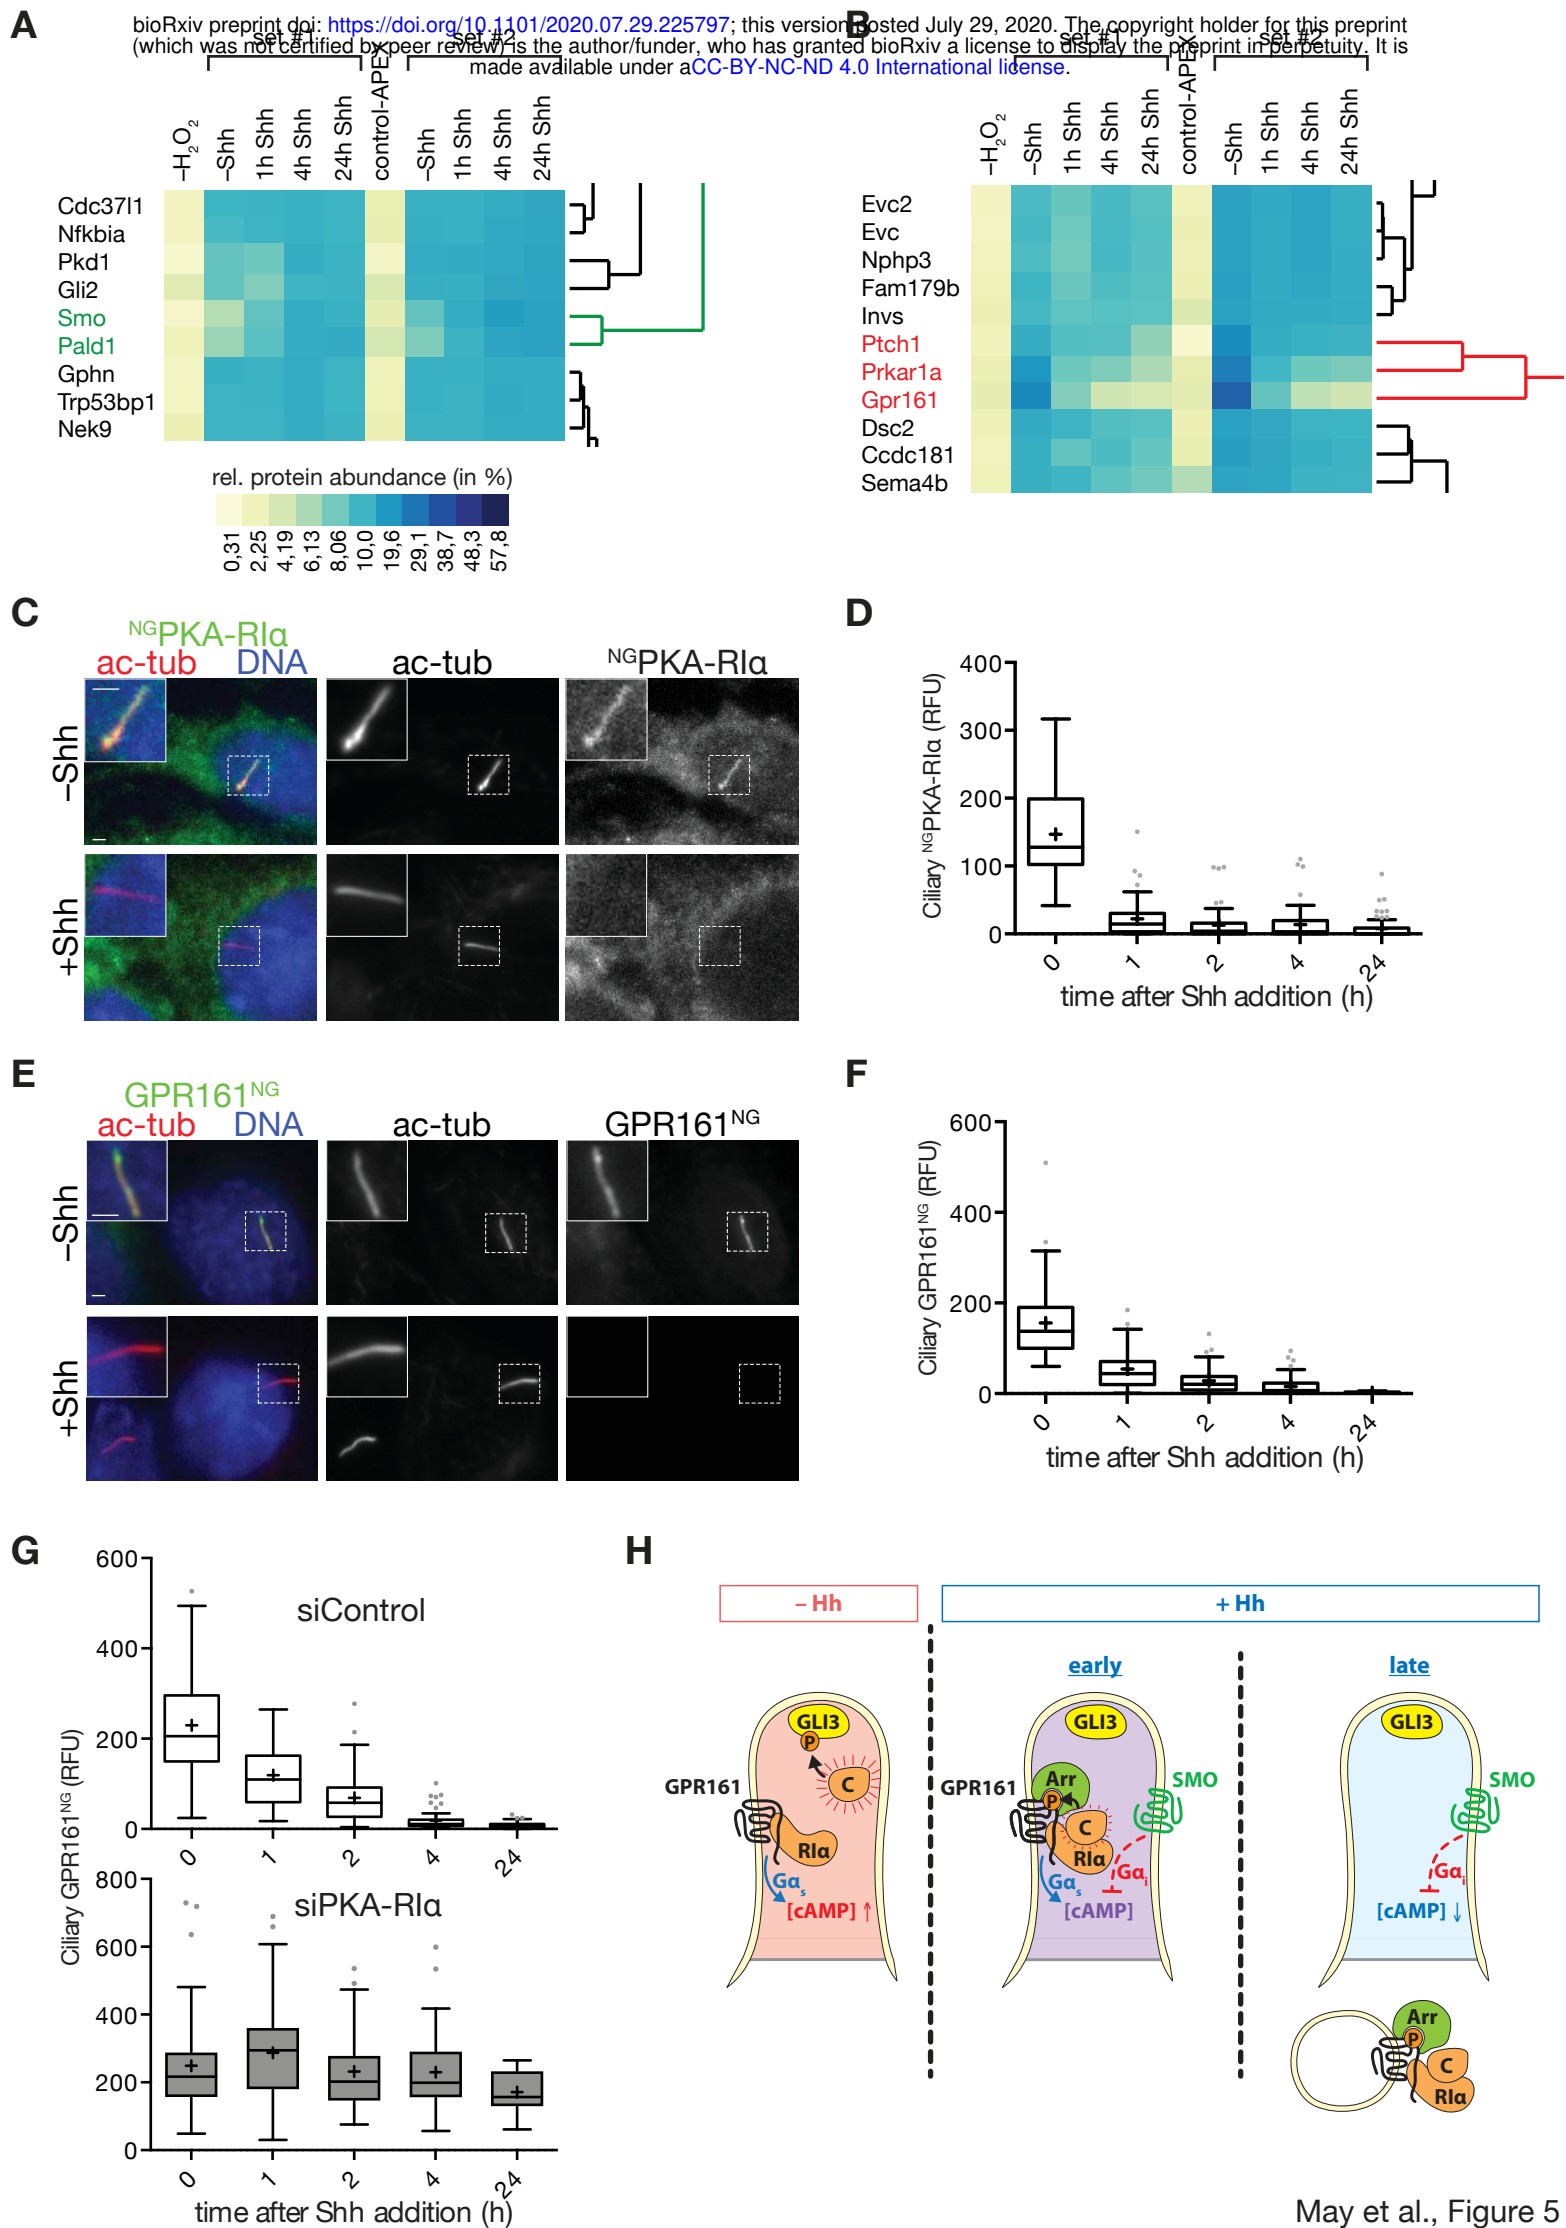 bioRxiv preprint doi: https://doi.org/10.1101/2020.07.29.225797; this version posted July 29, 2020. The copyright holder for this preprint
(which was not certified by peer review) is the author/funder, who has granted bioRxiv a license to display the preprint in perpetuity. It is
made available under aCC-BY-NC-ND 4.0 International license.
A
set #1
set #2
–H2O2
–Shh
1h Shh
4h Shh
24h Shh
control-APEX
–Shh
1h Shh
4h Shh
24h Shh
Cdc37l1
Nfkbia
Pkd1
Gli2
Smo
Pald1
Gphn
Trp53bp1
Nek9
rel. protein abundance (in %)
0,31
2,25
4,19
6,13
8,06
10,0
19,6
29,1
38,7
48,3
57,8
B
set #1
set #2
–H2O2
–Shh
1h Shh
4h Shh
24h Shh
control-APEX
–Shh
1h Shh
4h Shh
24h Shh
Evc2
Evc
Nphp3
Fam179b
Invs
Ptch1
Prkar1a
Gpr161
Dsc2
Ccdc181
Sema4b
C
NGPKA-RIα
ac-tub DNA
ac-tub
NGPKA-RIα
–Shh
+Shh
D
Ciliary NGPKA-RIα (RFU)
400
300
200
100
0
0 1 2 4 24
time after Shh addition (h)
E
GPR161NG
ac-tub DNA
ac-tub
GPR161NG
–Shh
+Shh
F
Ciliary GPR161NG (RFU)
600
400
200
0
0 1 2 4 24
time after Shh addition (h)
G
Ciliary GPR161NG (RFU)
600
400
200
0
siControl
0 1 2 4 24
800
600
400
200
0
siPKA-RIα
0 1 2 4 24
time after Shh addition (h)
H
– Hh
+ Hh
early
late
GLI3
P
C
GPR161
RIα
Gαs
[cAMP] ↑
GLI3
GPR161
Arr
P
C
RIα
SMO
Gαs
Gαi
[cAMP]
GLI3
SMO
Gαi
[cAMP] ↓
Arr
P
C
RIα
May et al., Figure 5